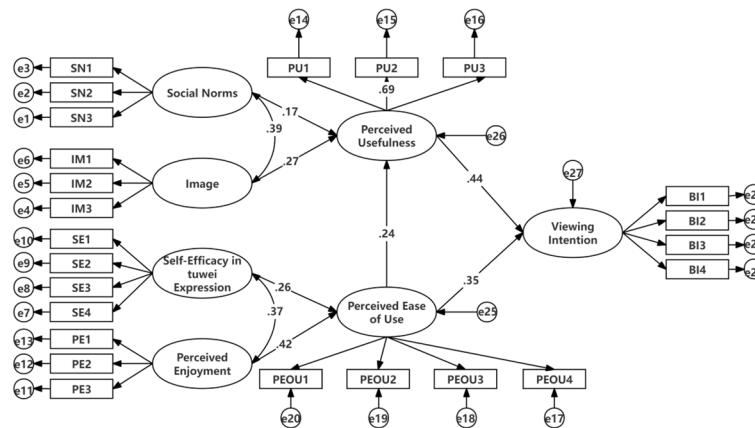 e14
e15
e16
e3
SN1
PU1
PU2
PU3
e2
SN2
Social Norms
e1
SN3
.17
.69
.39
Perceived
Usefulness
e26
e6
IM1
.27
e5
IM2
Image
.44
e27
e4
IM3
BI1
BI2
Viewing
Intention
BI3
BI4
e10
SE1
.24
e9
SE2
Self-Efficacy in
tuwei
Expression
e8
SE3
.26
.35
e7
SE4
.37
Perceived Ease
of Use
e25
e13
PE1
.42
e12
PE2
Perceived
Enjoyment
e11
PE3
PEOU1
PEOU2
PEOU3
PEOU4
e20
e19
e18
e17